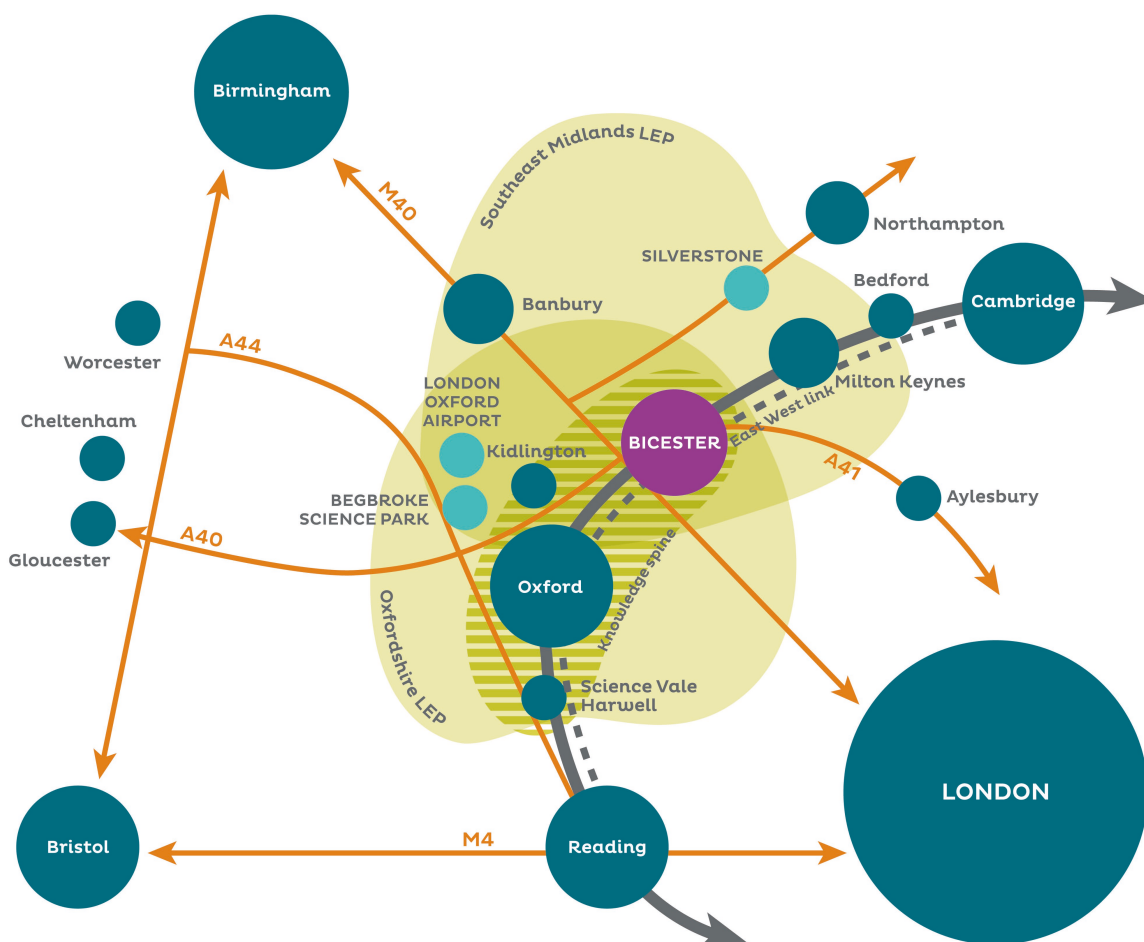 Birmingham
Southeast Midlands LEP
M40
Northampton
SILVERSTONE
Bedford
Cambridge
Banbury
Worcester
A44
LONDON
OXFORD
AIRPORT
Milton Keynes
East West link
Cheltenham
Kidlington
BICESTER
A41
BEGBROKE
SCIENCE PARK
Aylesbury
A40
Gloucester
Oxford
Knowledge spine
Oxfordshire LEP
Science Vale
Harwell
LONDON
M4
Bristol
Reading